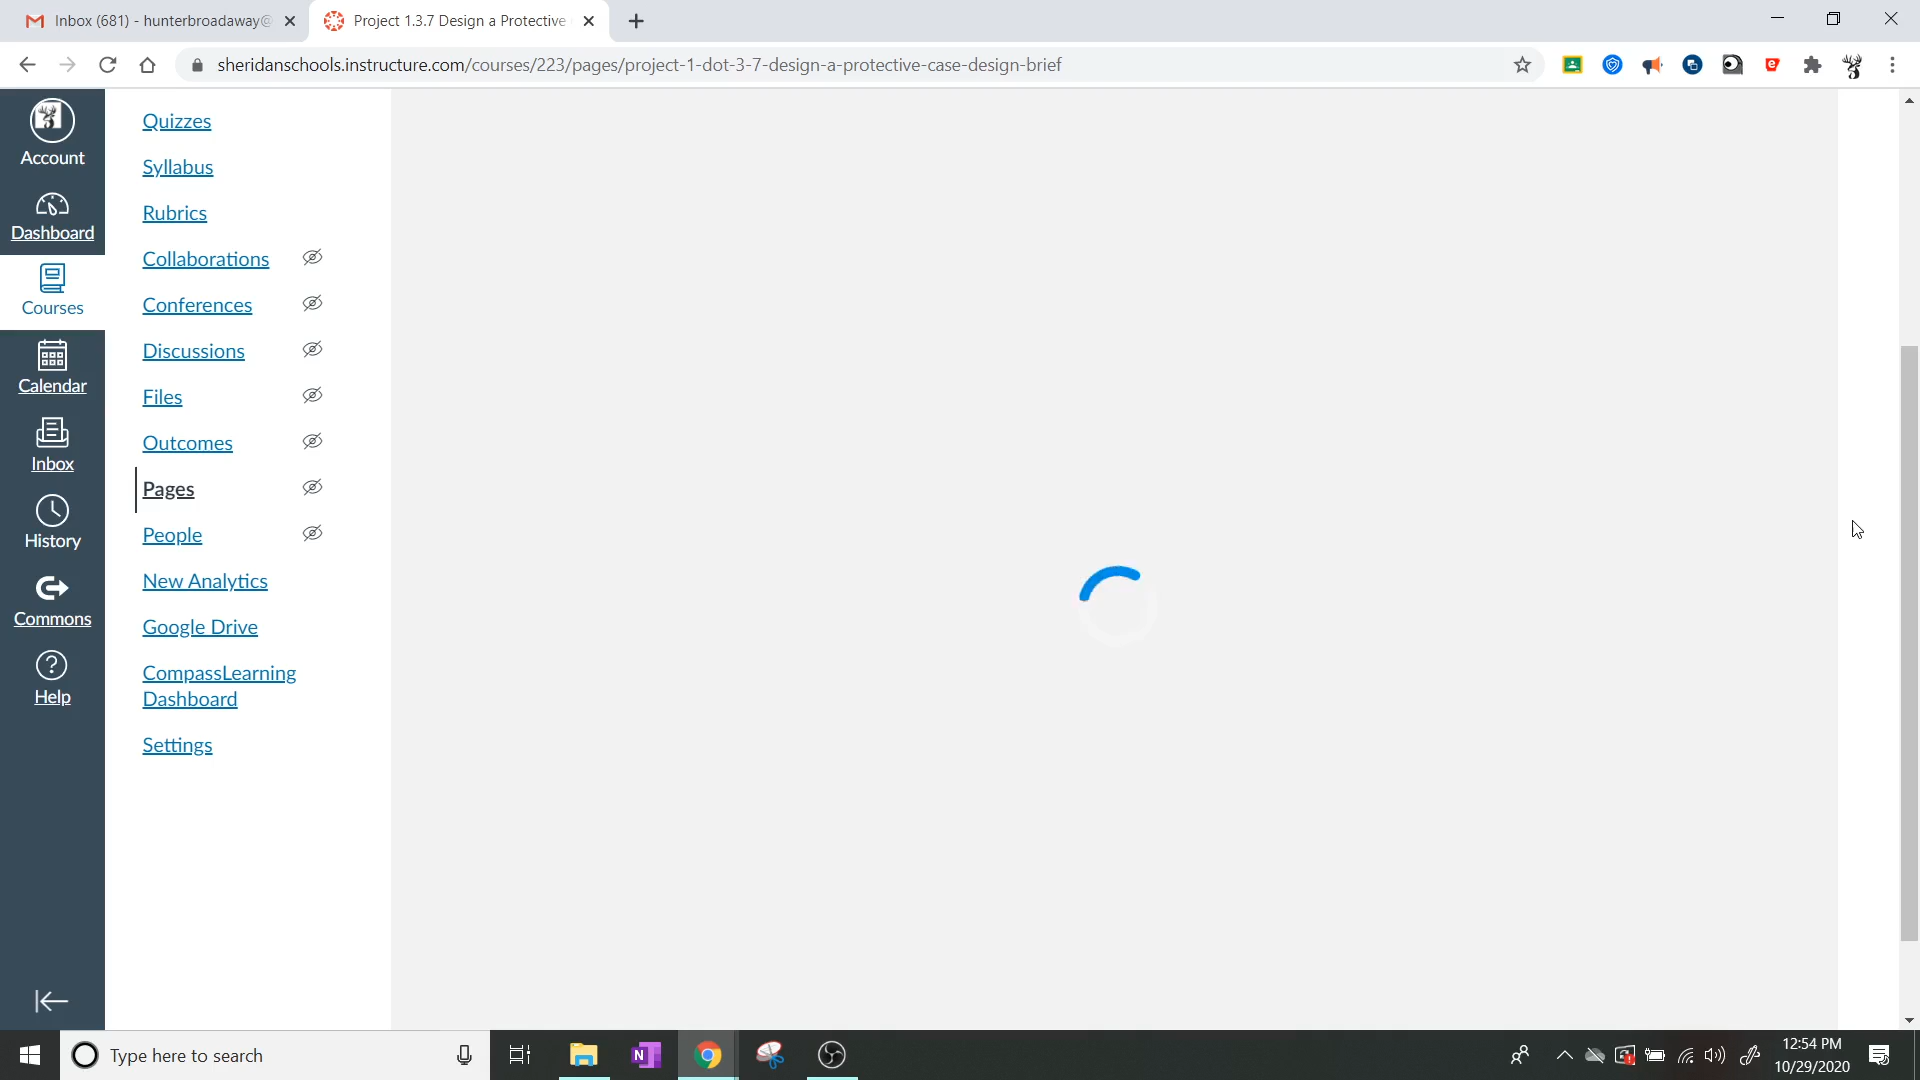 Inbox (681) - hunterbroadaway@
Project 1.3.7 Design a Protective
sheridanschools.instructure.com/courses/223/pages/project-1-dot-3-7-design-a-protective-case-design-brief
Account
Dashboard
Courses
Calendar
Inbox
History
Commons
Help
Quizzes
Syllabus
Rubrics
Collaborations
Conferences
Discussions
Files
Outcomes
Pages
People
New Analytics
Google Drive
CompassLearning
Dashboard
Settings
Type here to search
12:54 PM
10/29/2020